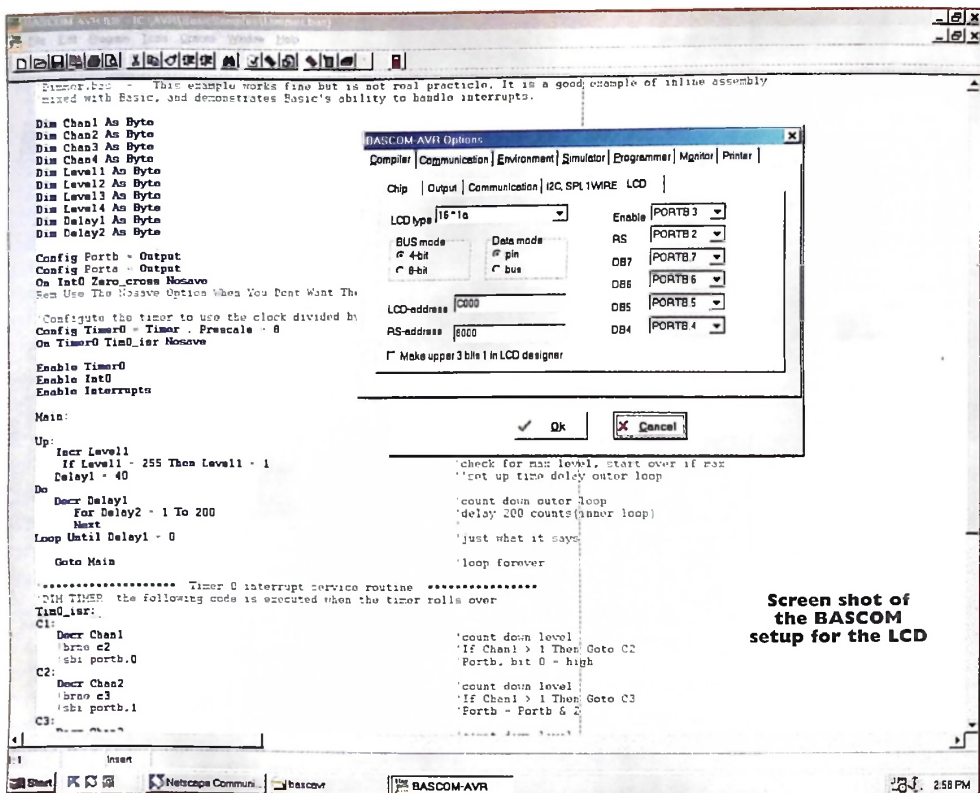 BASCOM-AVR
File Edit Program Tools Options Window Help
Dimmer.bas - This example works fine but is not real practicle. It is a good example of inline assembly
mixed with Basic, and demonstrates Basic's ability to handle interrupts.
Dim Chan1 As Byte
Dim Chan2 As Byte
Dim Chan3 As Byte
Dim Chan4 As Byte
Dim Level1 As Byte
Dim Level2 As Byte
Dim Level3 As Byte
Dim Level4 As Byte
Dim Delay1 As Byte
Dim Delay2 As Byte
Config Portb = Output
Config Porta = Output
On Int0 Zero_cross Nosave
Rem Use The Nosave Option When You Dont Want The
'Configute the timer to use the clock divided by
Config Timer0 = Timer , Prescale = 8
On Timer0 Tim0_isr Nosave
Enable Timer0
Enable Int0
Enable Interrupts
Main:
Up:
Incr Level1
If Level1 = 255 Then Level1 = 1 'check for max level, start over if max
Delay1 = 40 ''set up time delay outer loop
Do
Decr Delay1 'count down outer loop
For Delay2 = 1 To 200 'delay 200 counts(inner loop)
Next '
Loop Until Delay1 = 0 'just what it says
Goto Main 'loop forever
'******************** Timer 0 interrupt service routine ****************
'DIM TIMER the following code is executed when the timer rolls over
Tim0_isr:
C1:
Decr Chan1 'count down level
!brne c2 'If Chan1 > 1 Then Goto C2
!sbi portb,0 'Portb, bit 0 = high
C2:
Decr Chan2 'count down level
!brne c3 'If Chan1 > 1 Then Goto C3
!sbi portb,1 'Portb = Portb & 2
C3:
BASCOM-AVR Options
Compiler Communication Environment Simulator Programmer Monitor Printer
Chip Output Communication I2C, SPI, 1WIRE LCD
LCD type 16*1a
BUS mode
4-bit
8-bit
Data mode
pin
bus
LCD-address C000
RS-address 8000
Make upper 3 bits 1 in LCD designer
Enable PORTB.3
RS PORTB.2
DB7 PORTB.7
DB6 PORTB.6
DB5 PORTB.5
DB4 PORTB.4
Ok Cancel
Screen shot of
the BASCOM
setup for the LCD
1:1 Insert
Start Netscape Communi... bascavr BASCOM-AVR 2:58 PM